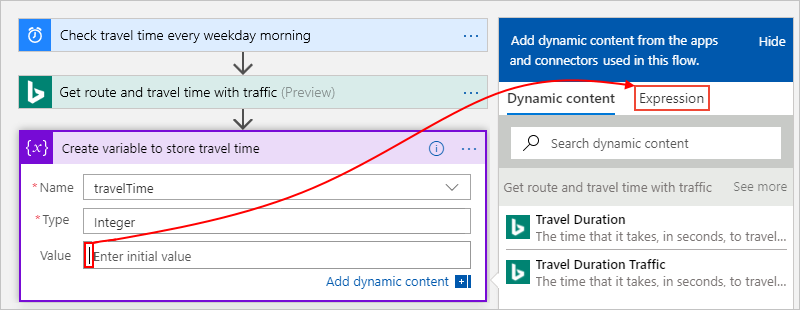 Check travel time every weekday morning
Get route and travel time with traffic (Preview)
{x} Create variable to store travel time
* Name travelTime
* Type Integer
Value Enter initial value
Add dynamic content
Add dynamic content from the apps
and connectors used in this flow.
Hide
Dynamic content Expression
Search dynamic content
Get route and travel time with traffic See more
Travel Duration
The time that it takes, in seconds, to travel...
Travel Duration Traffic
The time that it takes, in seconds, to travel...